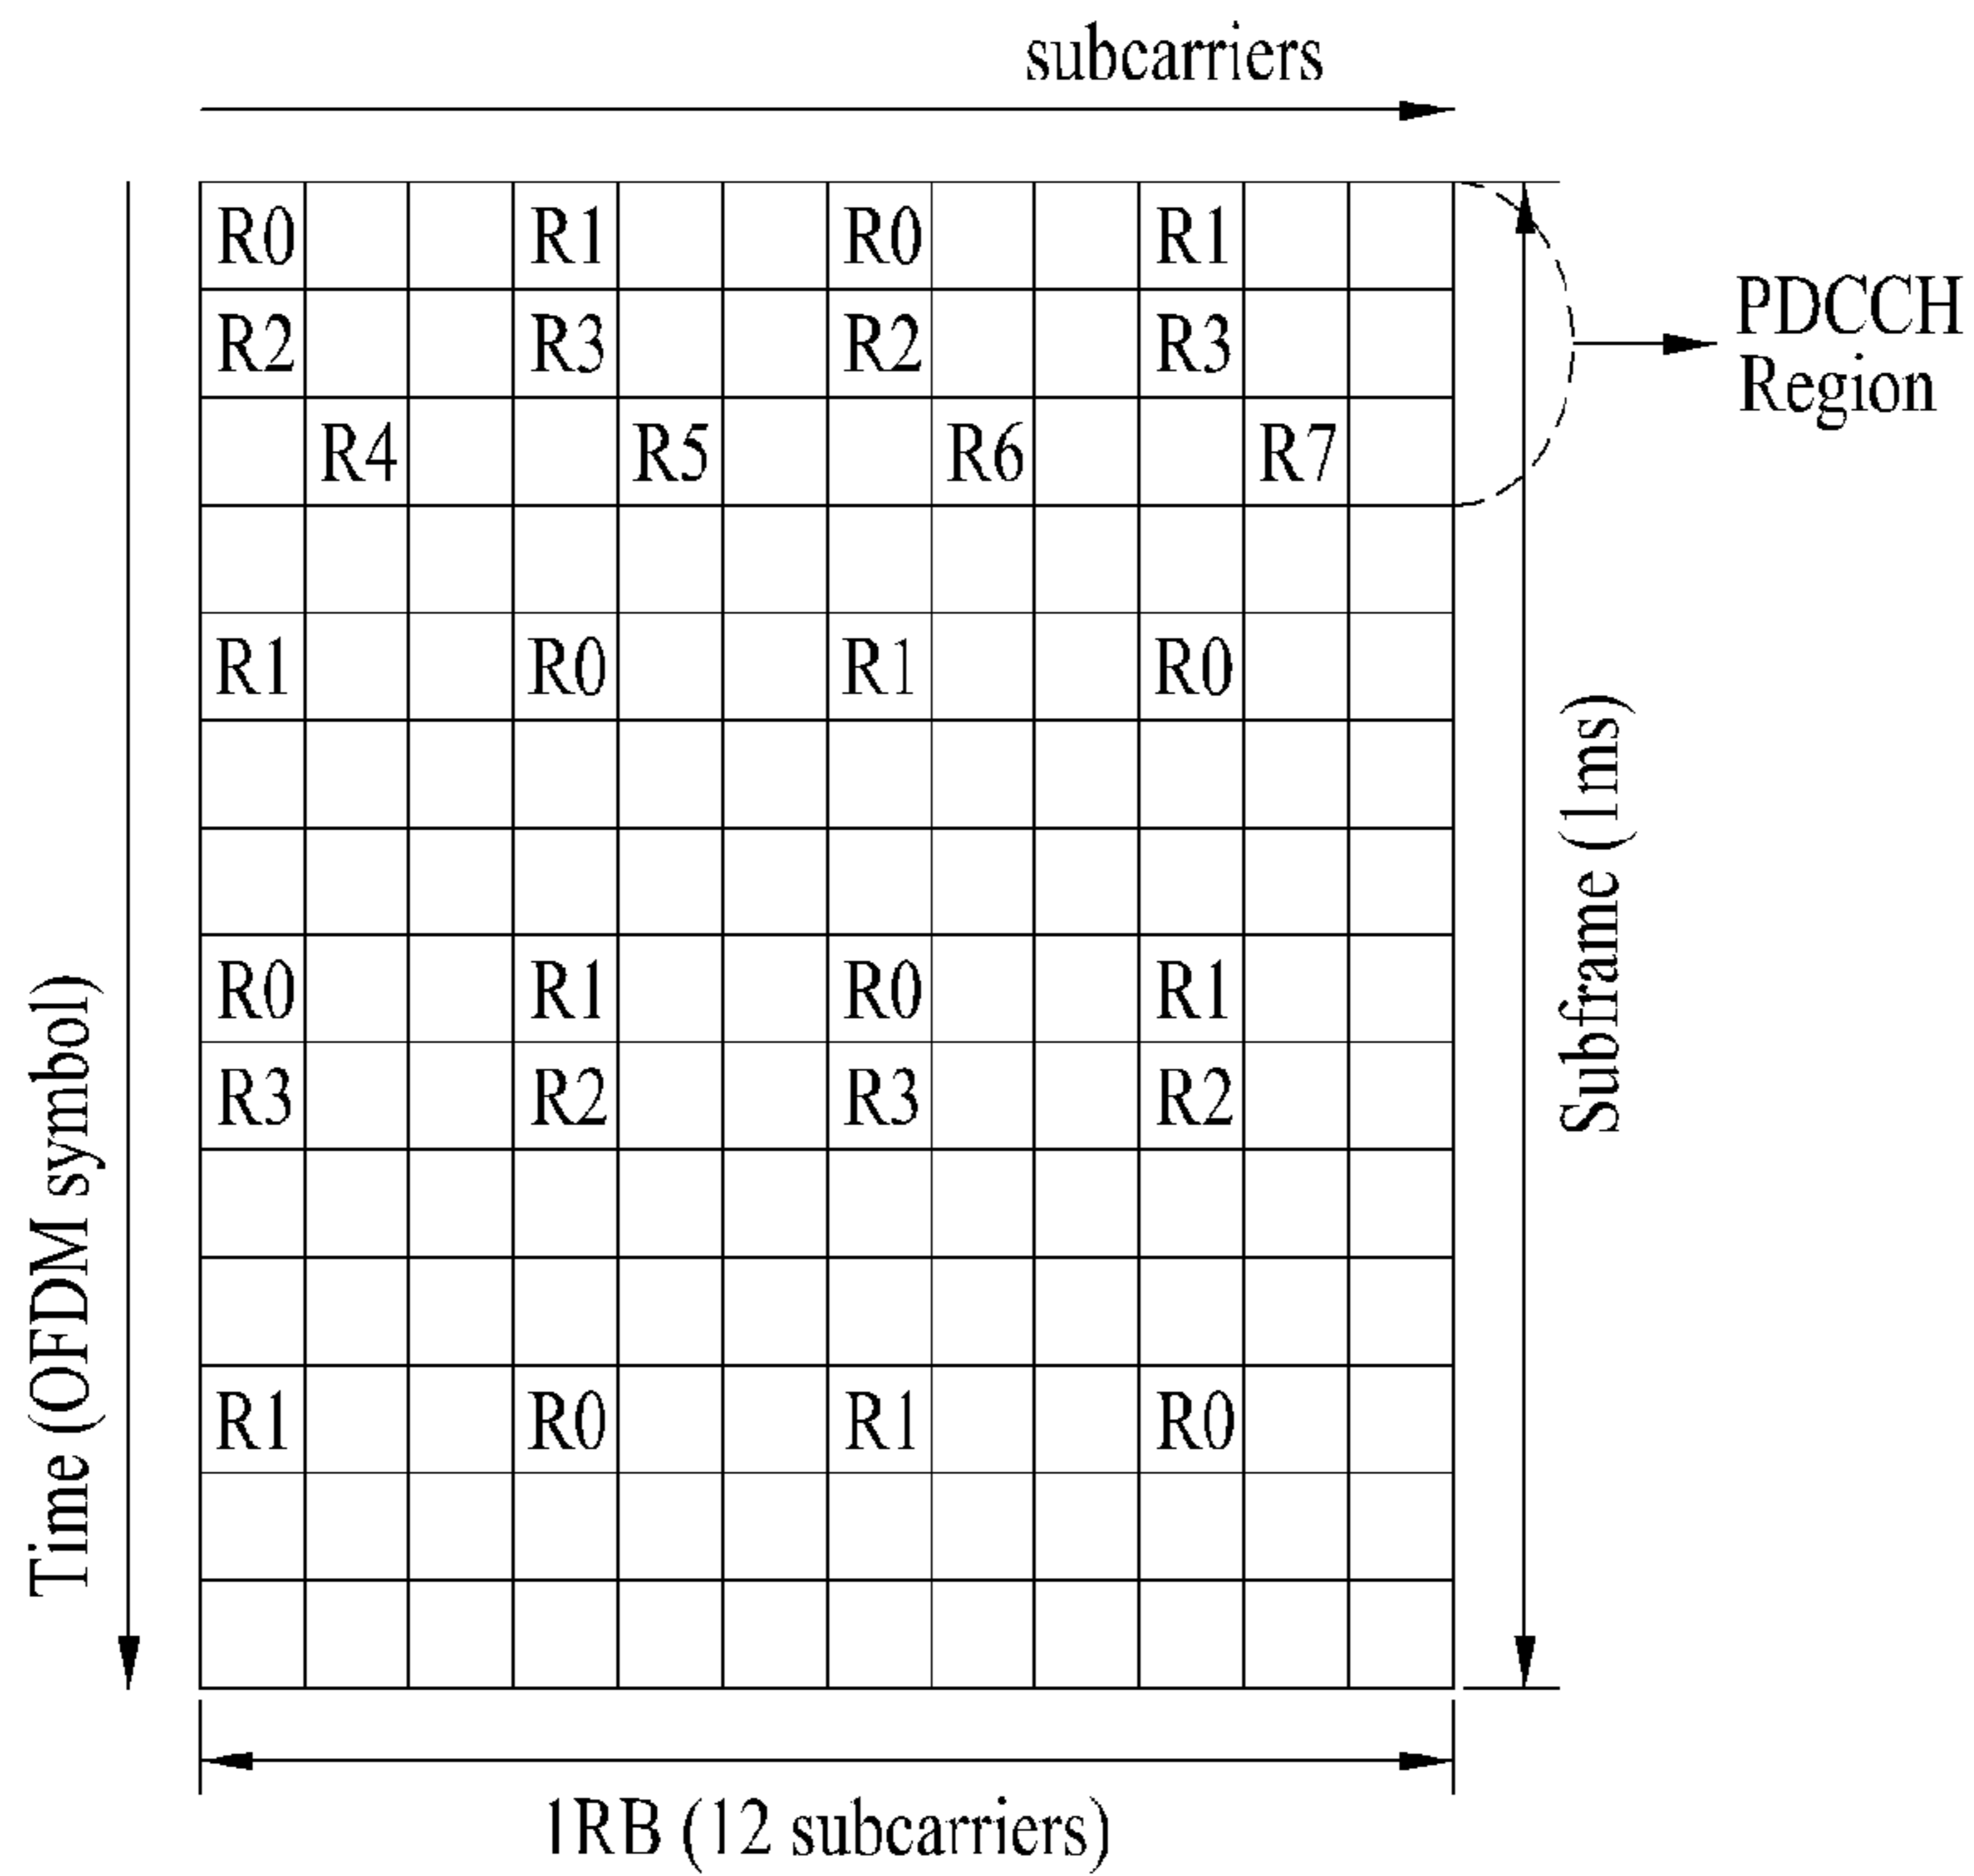 subcarriers
R0 R1 R0 R1
R2 R3 R2 R3
PDCCH
Region
R4 R5 R6 R7
R1 R0 R1 R0
R0 R1 R0 R1
R3 R2 R3 R2
R1 R0 R1 R0
Time (OFDM symbol)
Subframe (1ms)
1RB (12 subcarriers)